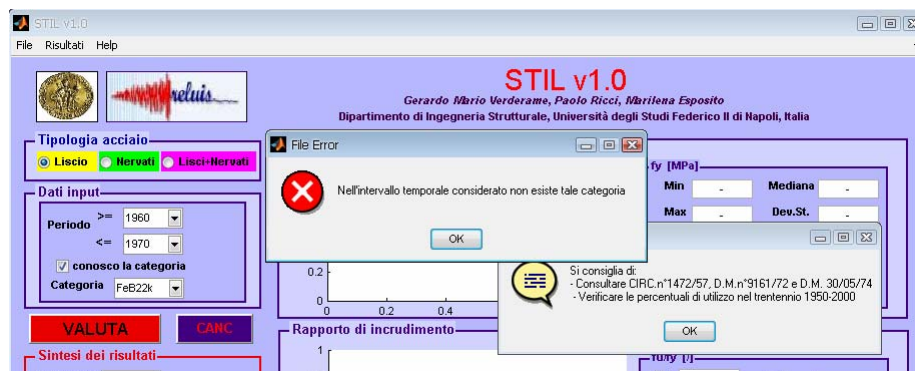 STIL v1.0
File Risultati Help
reluis
STIL v1.0
Gerardo Mario Verderame, Paolo Ricci, Marilena Esposito
Dipartimento di Ingegneria Strutturale, Università degli Studi Federico II di Napoli, Italia
Tipologia acciaio
Liscio Nervati Lisci+Nervati
Dati input
Periodo >= 1960
<= 1970
conosco la categoria
Categoria FeB22k
VALUTA CANC
Sintesi dei risultati
File Error
Nell'intervallo temporale considerato non esiste tale categoria
OK
fy [MPa]
Min - Mediana -
Max - Dev.St. -
Si consiglia di:
- Consultare CIRC.n°1472/57, D.M.n°9161/72 e D.M. 30/05/74
- Verificare le percentuali di utilizzo nel trentennio 1950-2000
OK
0.2
0
0 0.2 0.4
Rapporto di incrudimento
1
fu/fy [/]